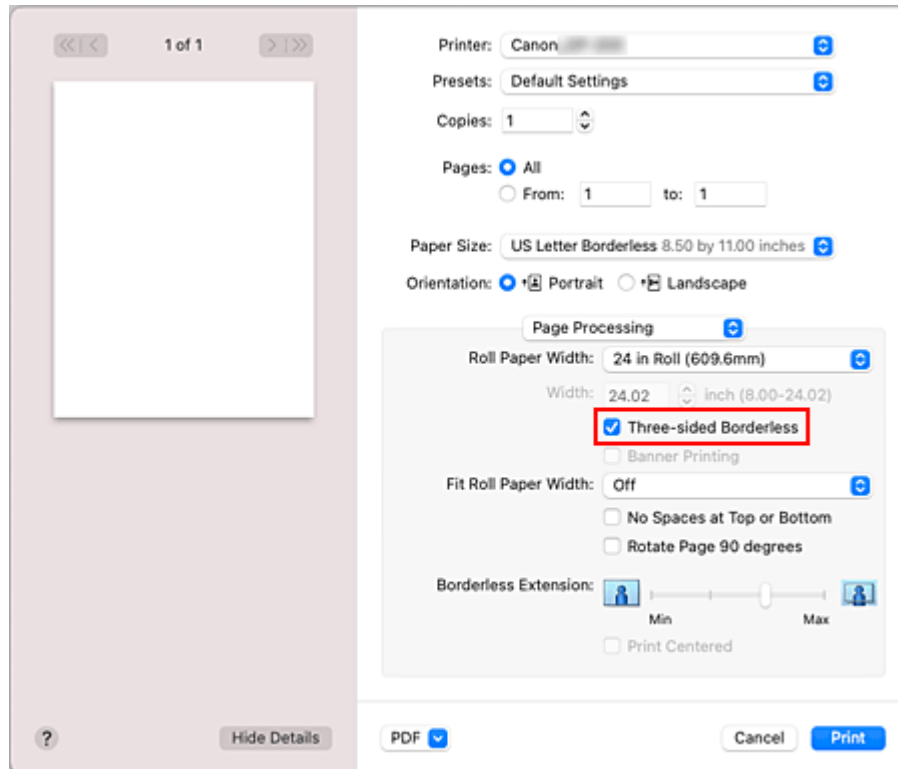 1 of 1
Printer: Canon
Presets: Default Settings
Copies: 1
Pages: All
From: 1 to: 1
Paper Size: US Letter Borderless 8.50 by 11.00 inches
Orientation: Portrait Landscape
Page Processing
Roll Paper Width: 24 in Roll (609.6mm)
Width: 24.02 inch (8.00-24.02)
Three-sided Borderless
Banner Printing
Fit Roll Paper Width: Off
No Spaces at Top or Bottom
Rotate Page 90 degrees
Borderless Extension:
Min Max
Print Centered
? Hide Details PDF Cancel Print